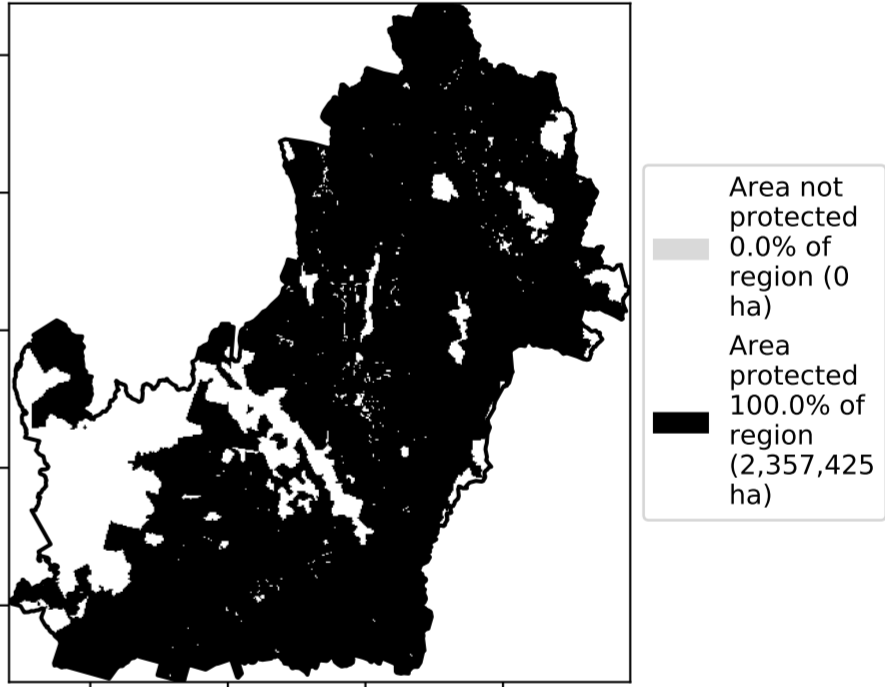 Area not
protected
0.0% of
region (0
ha)
Area
protected
100.0% of
region
(2,357,425
ha)